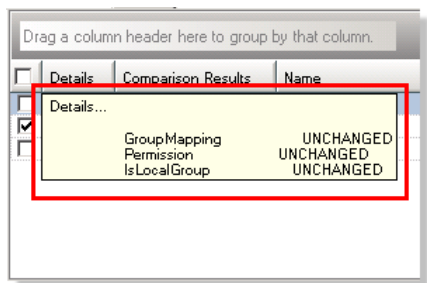 Drag a column header here to group by that column.
Details Comparison Results Name
Details...
GroupMapping UNCHANGED
Permission UNCHANGED
IsLocalGroup UNCHANGED